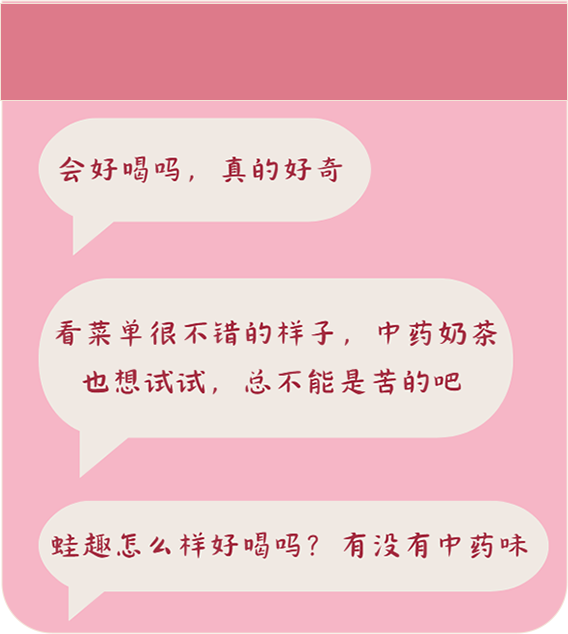 会好喝吗，真的好奇
看菜单很不错的样子，中药奶茶
也想试试，总不能是苦的吧
蛙趣怎么样好喝吗？有没有中药味